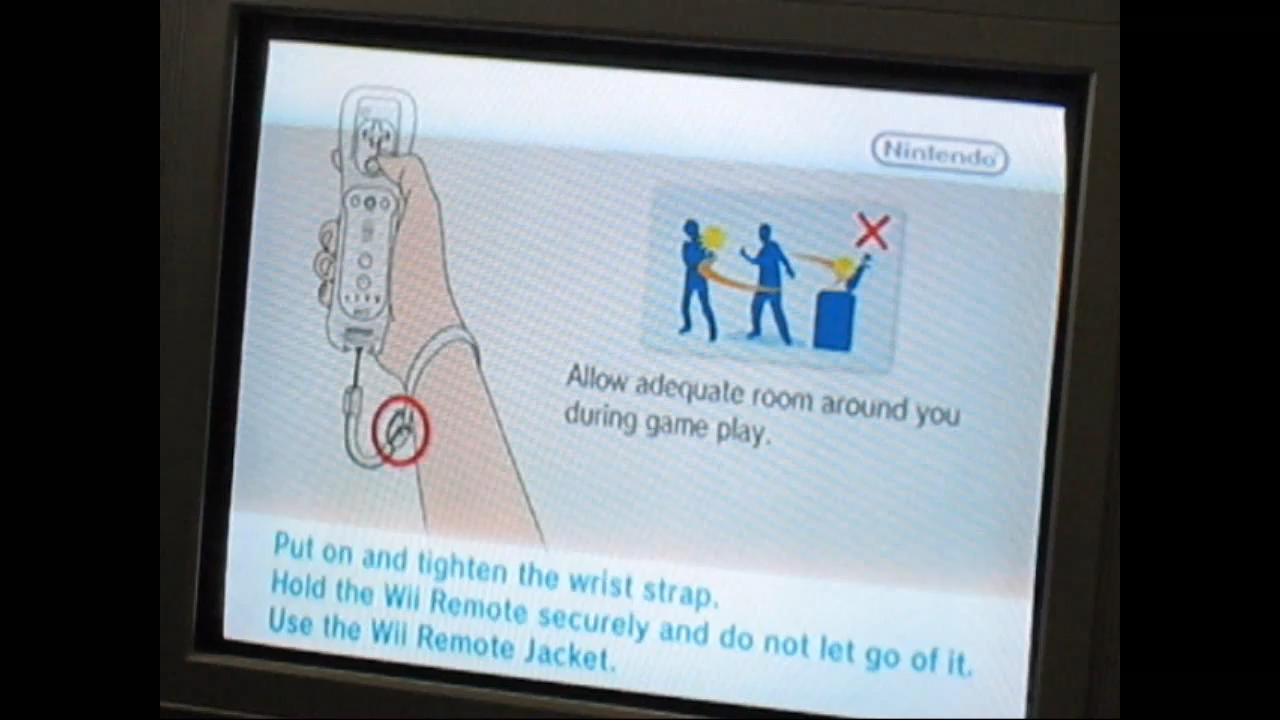 Nintendo
Allow adequate room around you
during game play.
Put on and tighten the wrist strap.
Hold the Wii Remote securely and do not let go of it.
Use the Wii Remote Jacket.